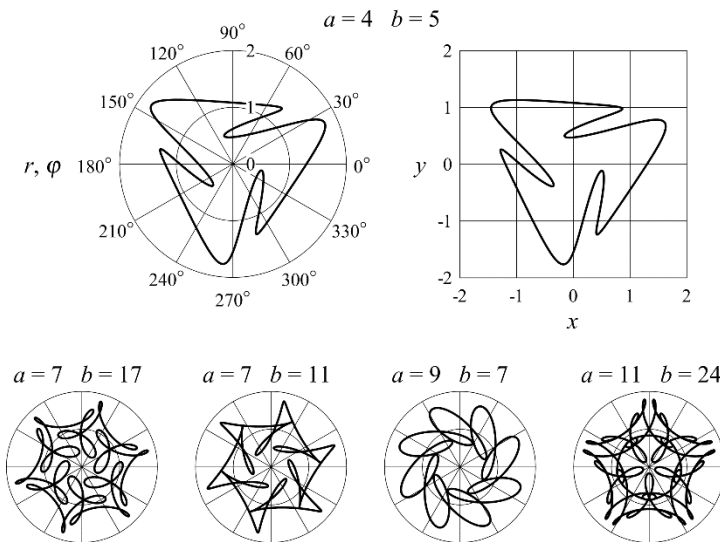 a = 4 b = 5
90°
120° 2 60°
150° 1 30°
r, φ 180° 0 0°
210° 330°
240° 300°
270°
2
1
y 0
-1
-2
-2 -1 0 1 2
x
a = 7 b = 17
a = 7 b = 11
a = 9 b = 7
a = 11 b = 24